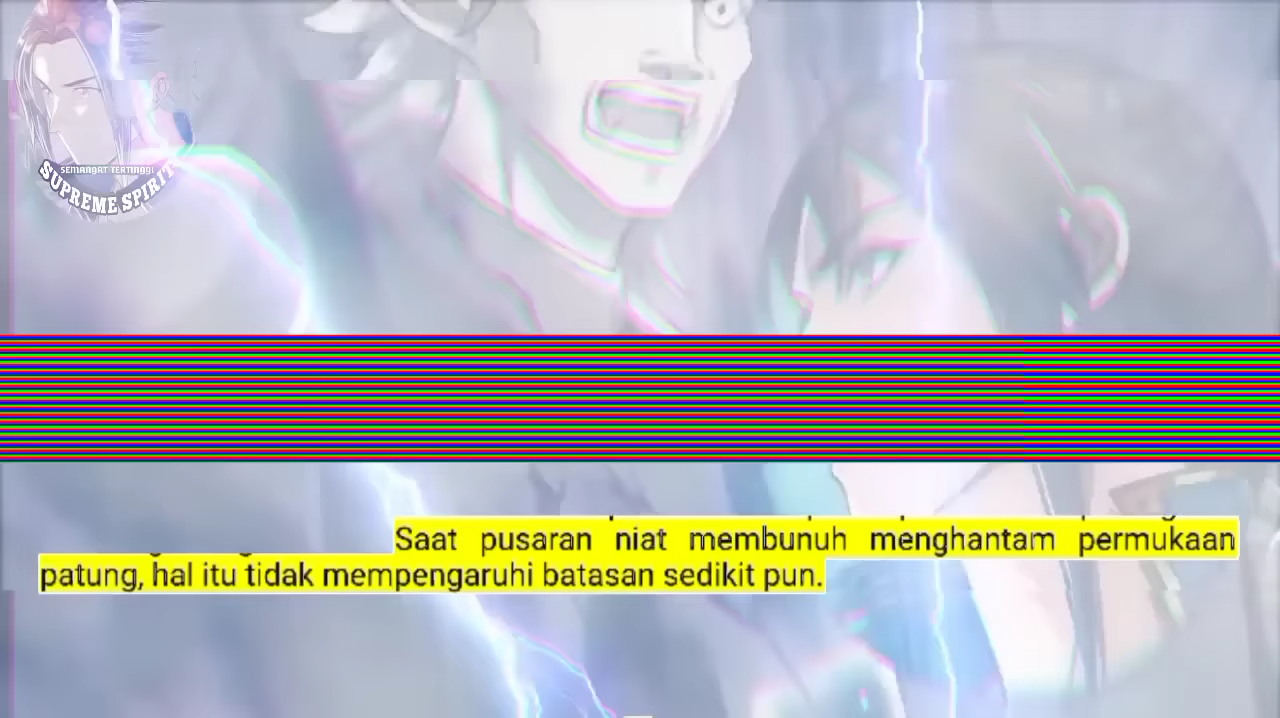 SEMANGAT TERTINGGI
SUPREME SPIRIT
Saat pusaran niat membunuh menghantam permukaan
patung, hal itu tidak mempengaruhi batasan sedikit pun.